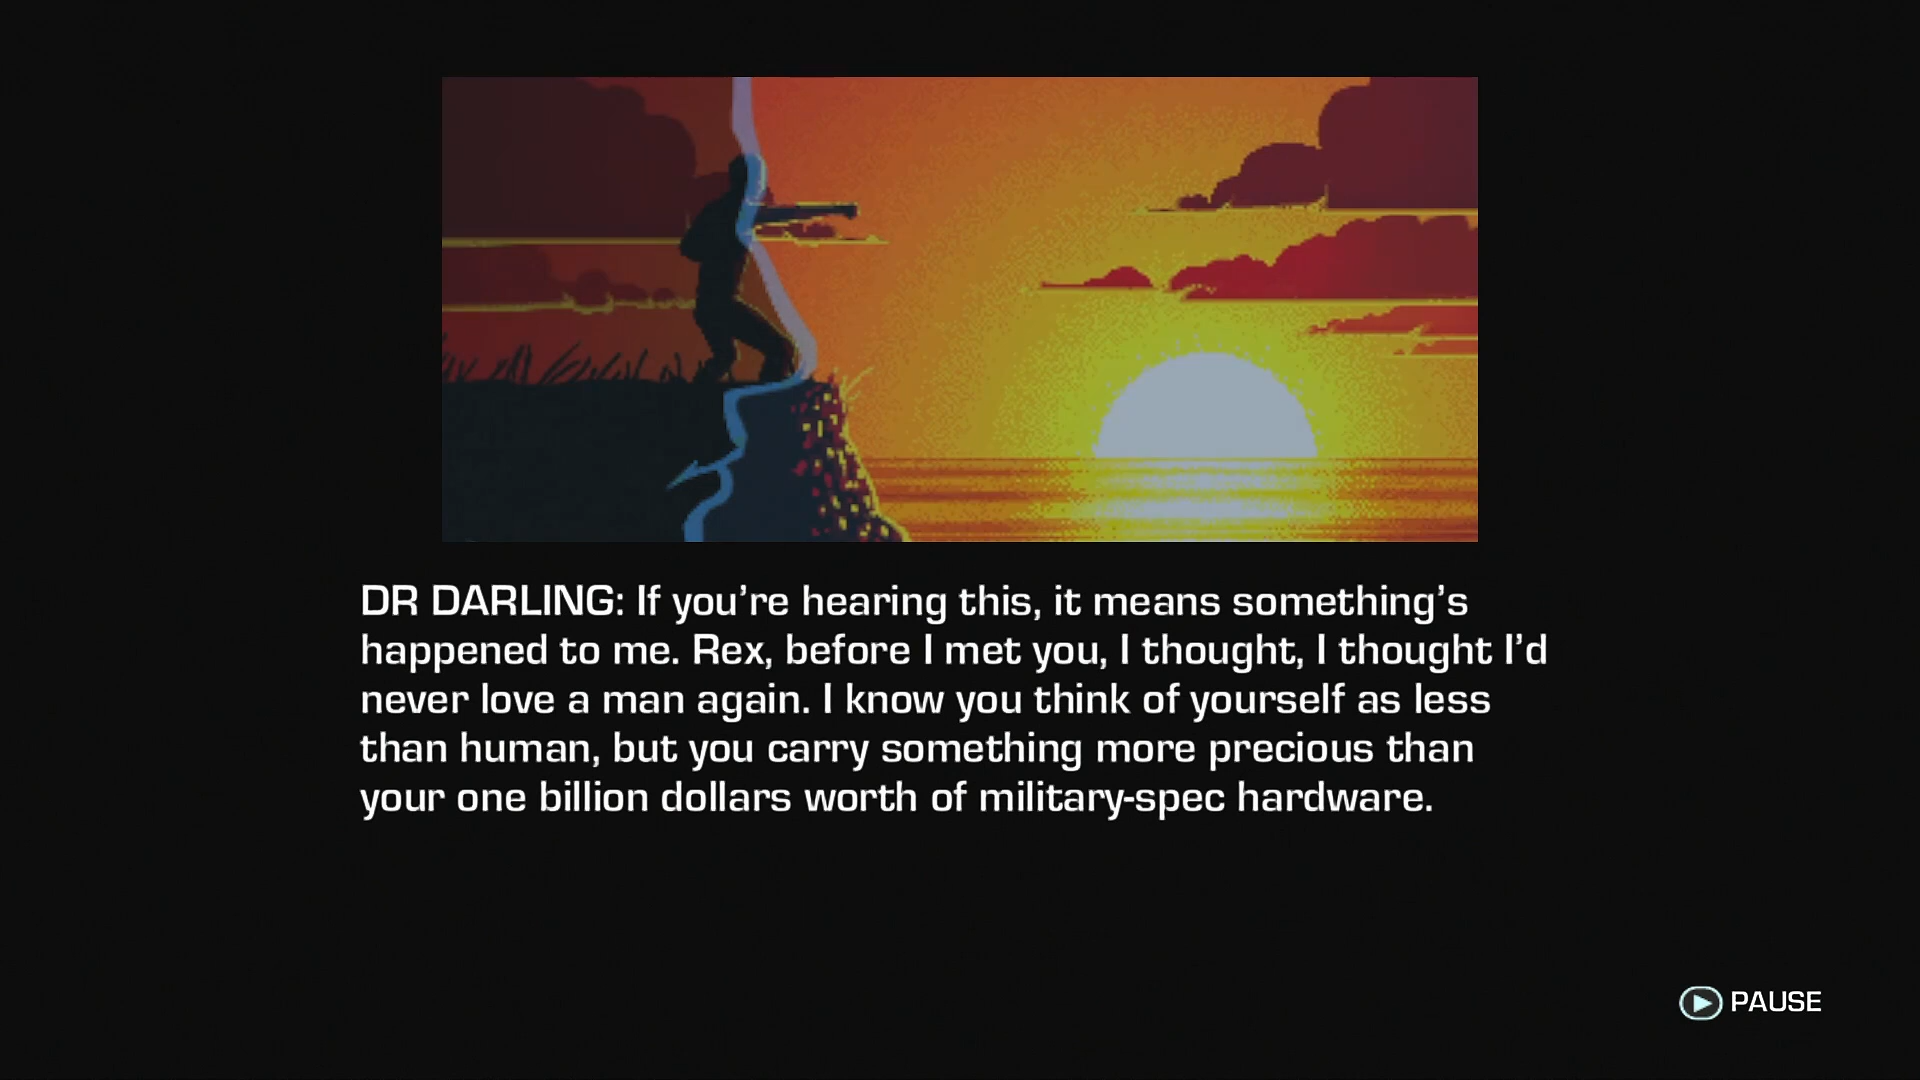 DR DARLING: If you’re hearing this, it means something’s
happened to me. Rex, before I met you, I thought, I thought I’d
never love a man again. I know you think of yourself as less
than human, but you carry something more precious than
your one billion dollars worth of military-spec hardware.
PAUSE